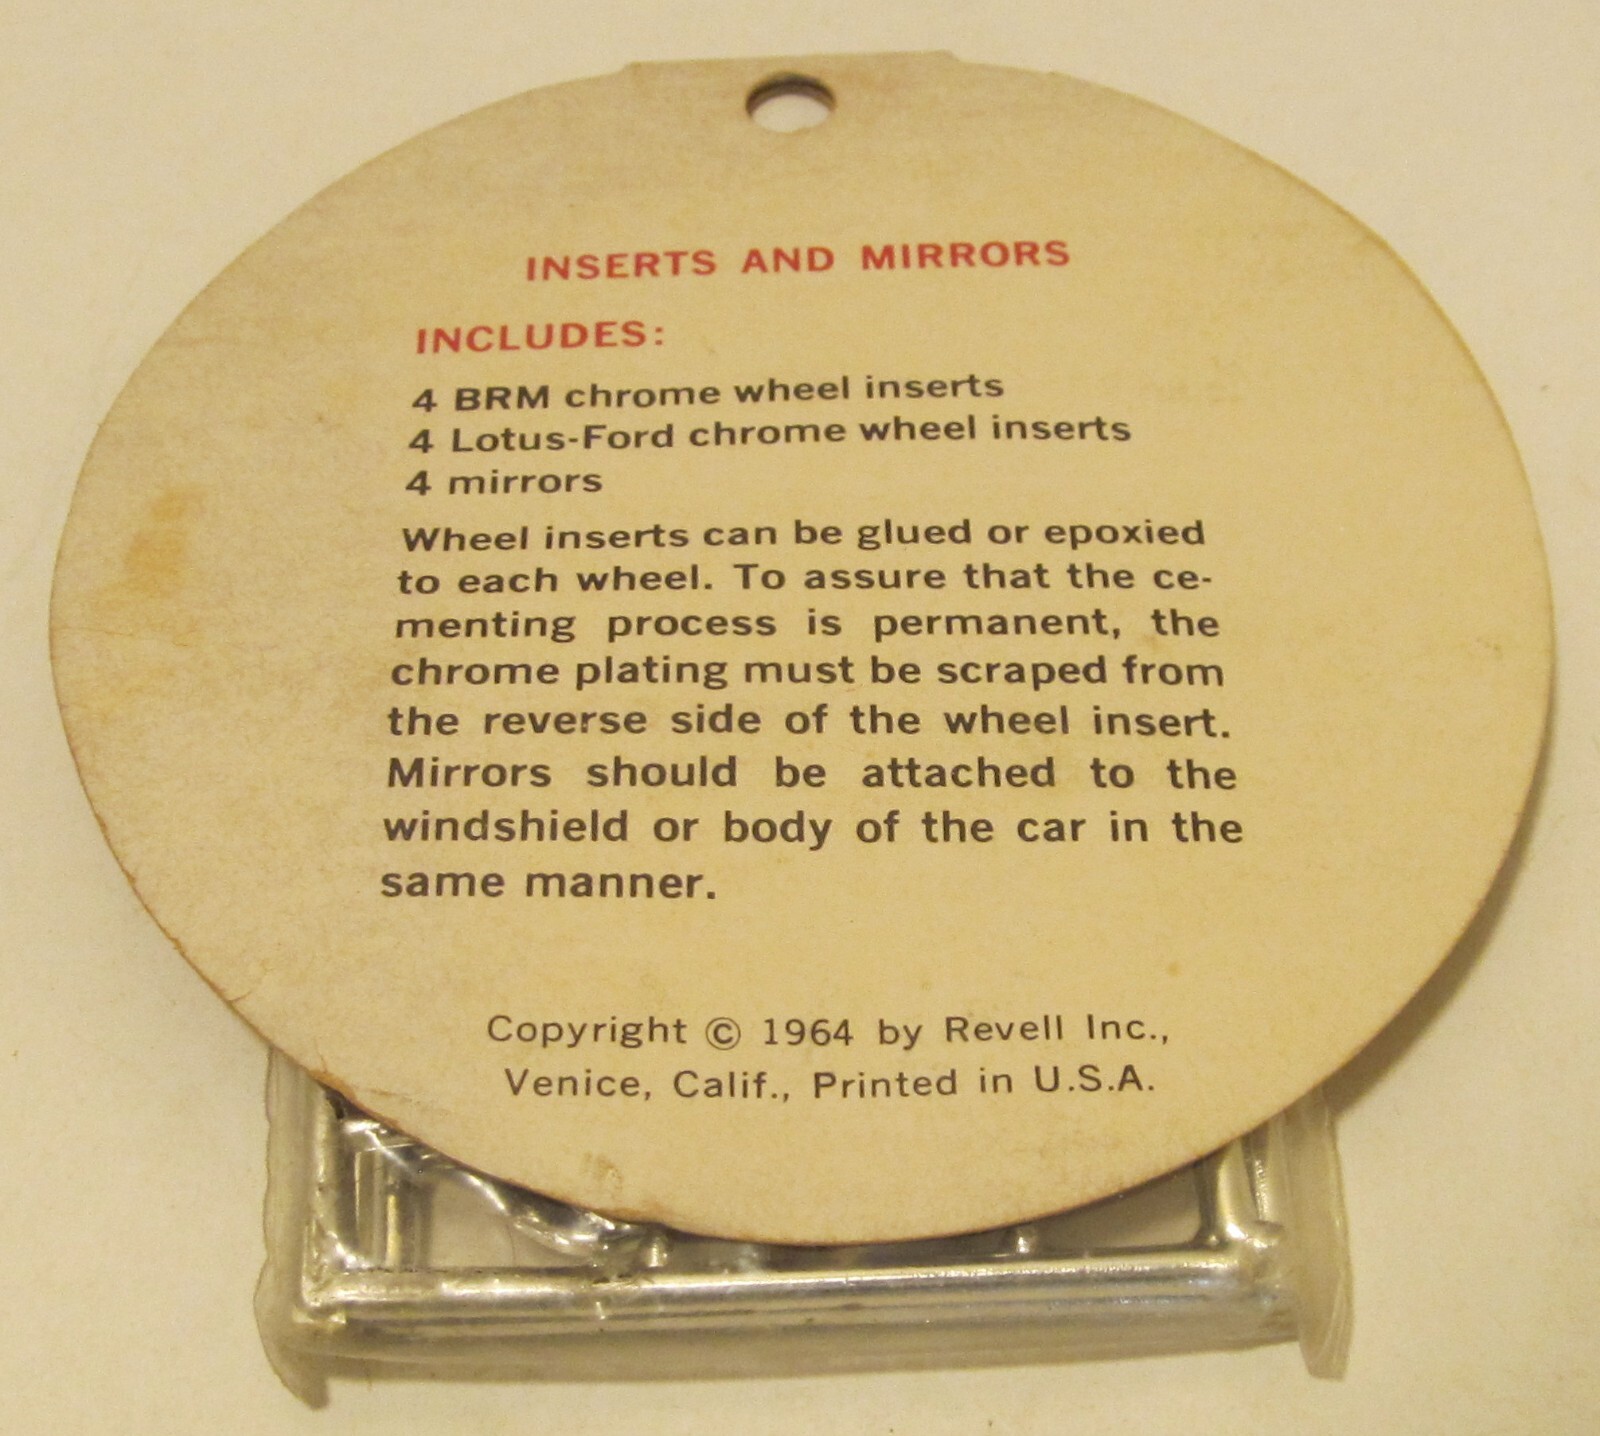 INSERTS AND MIRRORS
INCLUDES:
4 BRM chrome wheel inserts
4 Lotus-Ford chrome wheel inserts
4 mirrors
Wheel inserts can be glued or epoxied
to each wheel. To assure that the ce-
menting process is permanent, the
chrome plating must be scraped from
the reverse side of the wheel insert.
Mirrors should be attached to the
windshield or body of the car in the
same manner.
Copyright © 1964 by Revell Inc.,
Venice, Calif., Printed in U.S.A.